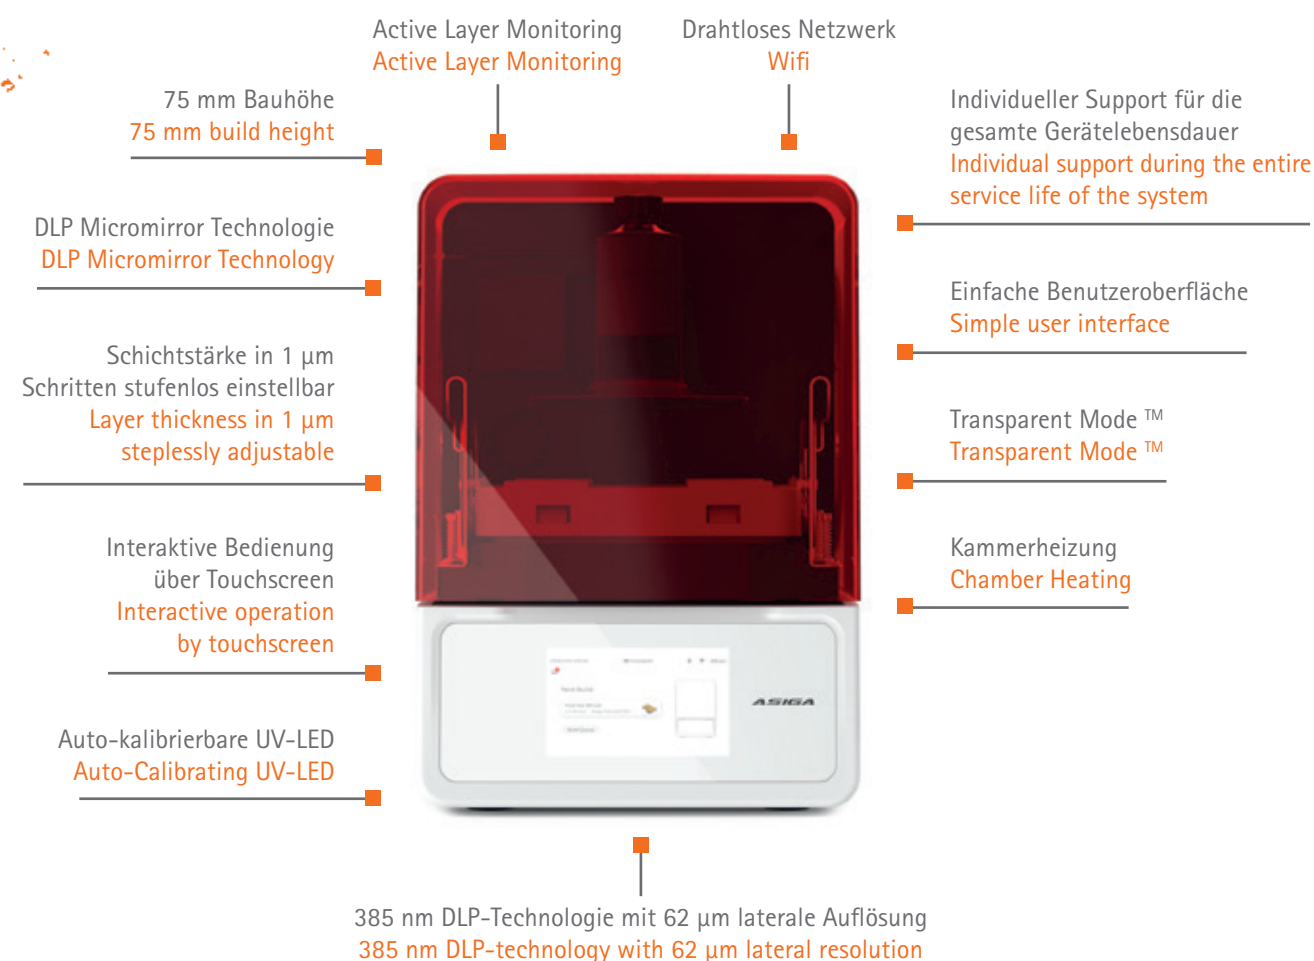 Active Layer Monitoring
Active Layer Monitoring
Drahtloses Netzwerk
Wifi
75 mm Bauhöhe
75 mm build height
Individueller Support für die
gesamte Gerätelebensdauer
Individual support during the entire
service life of the system
DLP Micromirror Technologie
DLP Micromirror Technology
Einfache Benutzeroberfläche
Simple user interface
Schichtstärke in 1 µm
Schritten stufenlos einstellbar
Layer thickness in 1 µm
steplessly adjustable
Transparent Mode ™
Transparent Mode ™
Interaktive Bedienung
über Touchscreen
Interactive operation
by touchscreen
Kammerheizung
Chamber Heating
ASIGA
Auto-kalibrierbare UV-LED
Auto-Calibrating UV-LED
385 nm DLP-Technologie mit 62 µm laterale Auflösung
385 nm DLP-technology with 62 µm lateral resolution